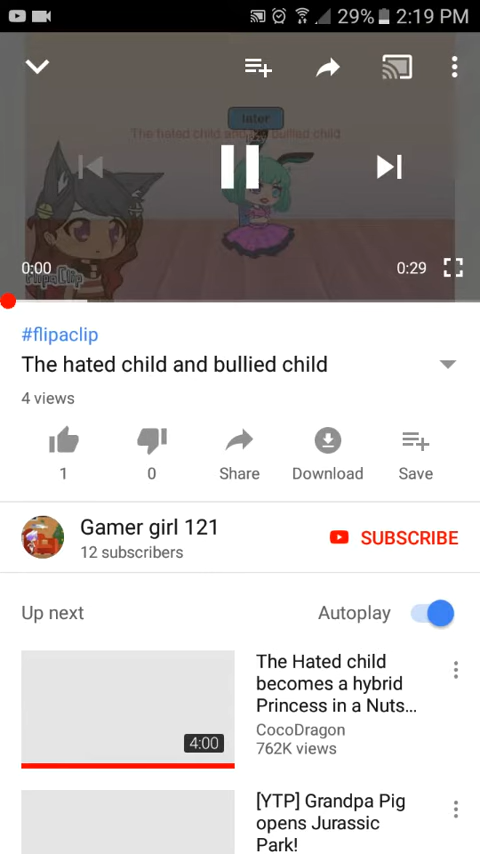 29% 2:19 PM
later
The hated child and the bullied child
0:00
0:29
FlipaClip
#flipaclip
The hated child and bullied child
4 views
1
0
Share
Download
Save
Gamer girl 121
12 subscribers
SUBSCRIBE
Up next
Autoplay
4:00
The Hated child
becomes a hybrid
Princess in a Nuts...
CocoDragon
762K views
[YTP] Grandpa Pig
opens Jurassic
Park!